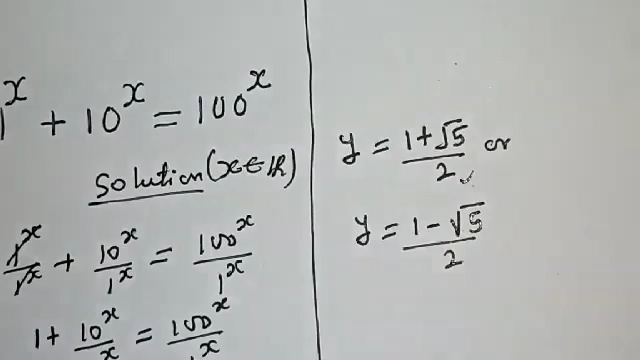 1^x + 10^x = 100^x
Solution (x ∈ ℝ)
1^x/1^x + 10^x/1^x = 100^x/1^x
1 + 10^x/1^x = 100^x/1^x
y = (1+√5)/2 or
y = (1-√5)/2